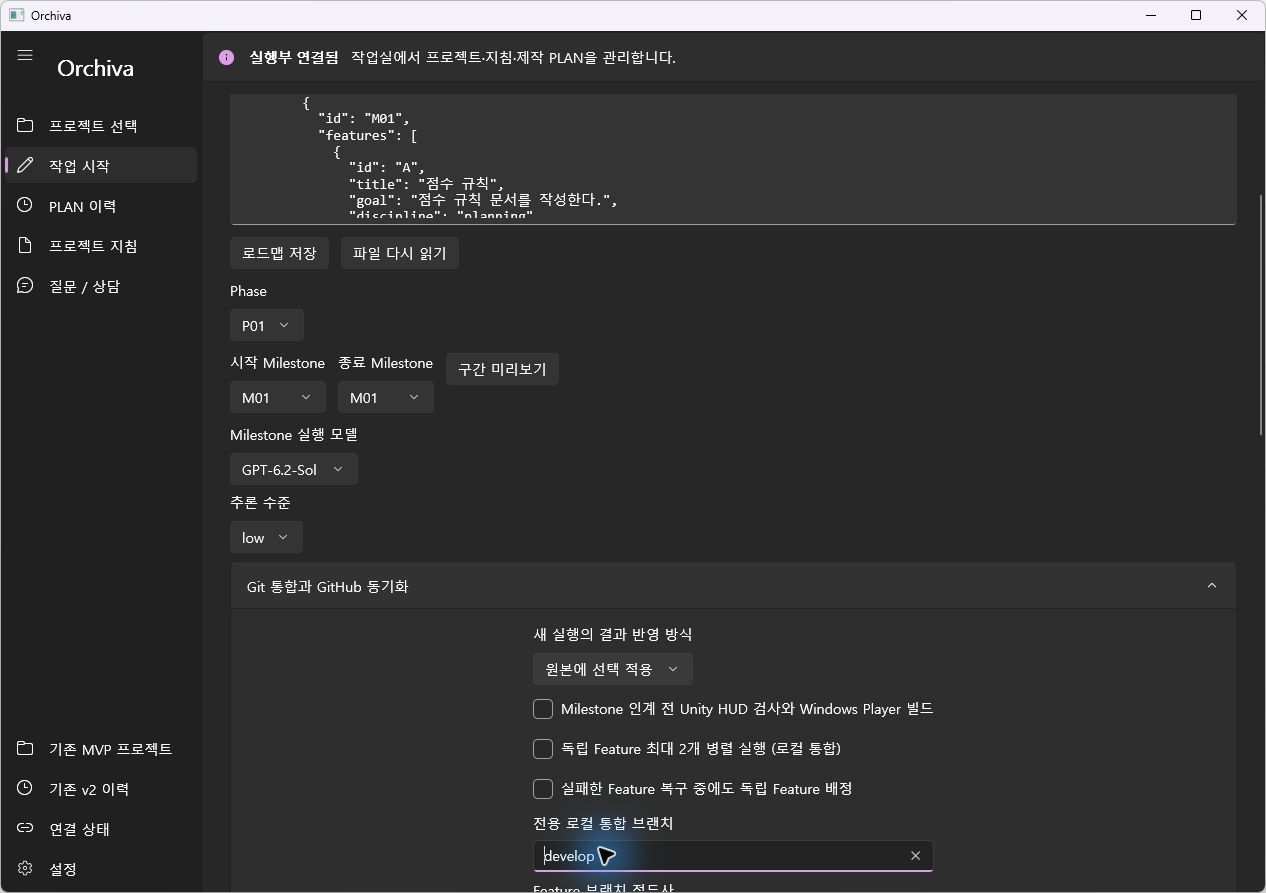 Orchiva
Orchiva
프로젝트 선택
작업 시작
PLAN 이력
프로젝트 지침
질문 / 상담
기존 MVP 프로젝트
기존 v2 이력
연결 상태
설정
실행부 연결됨 작업실에서 프로젝트·지침·제작 PLAN을 관리합니다.
{
"id": "M01",
"features": [
{
"id": "A",
"title": "점수 규칙",
"goal": "점수 규칙 문서를 작성한다.",
"discipline": "planning"
로드맵 저장 파일 다시 읽기
Phase
P01
시작 Milestone 종료 Milestone 구간 미리보기
M01 M01
Milestone 실행 모델
GPT-6.2-Sol
추론 수준
low
Git 통합과 GitHub 동기화
새 실행의 결과 반영 방식
원본에 선택 적용
Milestone 인계 전 Unity HUD 검사와 Windows Player 빌드
독립 Feature 최대 2개 병렬 실행 (로컬 통합)
실패한 Feature 복구 중에도 독립 Feature 배정
전용 로컬 통합 브랜치
develop
Feature 브랜치 접두사